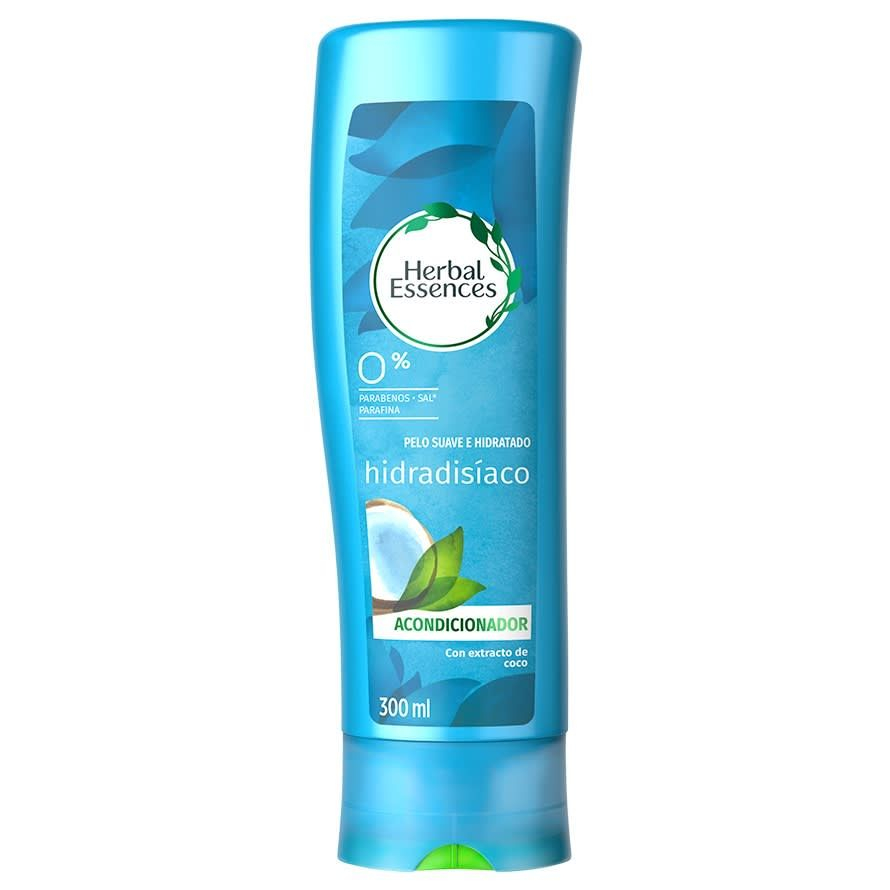 Herbal
Essences
0%
PARABENOS • SAL*
PARAFINA
PELO SUAVE E HIDRATADO
hidradisíaco
ACONDICIONADOR
Con extracto de
coco
300 ml